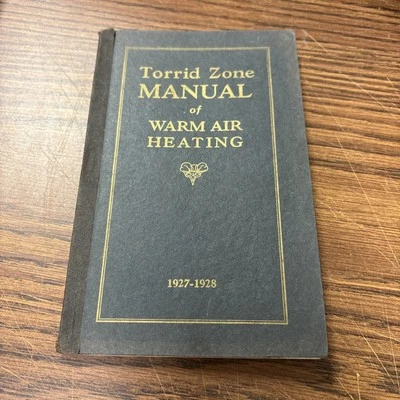 Torrid Zone
MANUAL
of
WARM AIR
HEATING
1927-1928